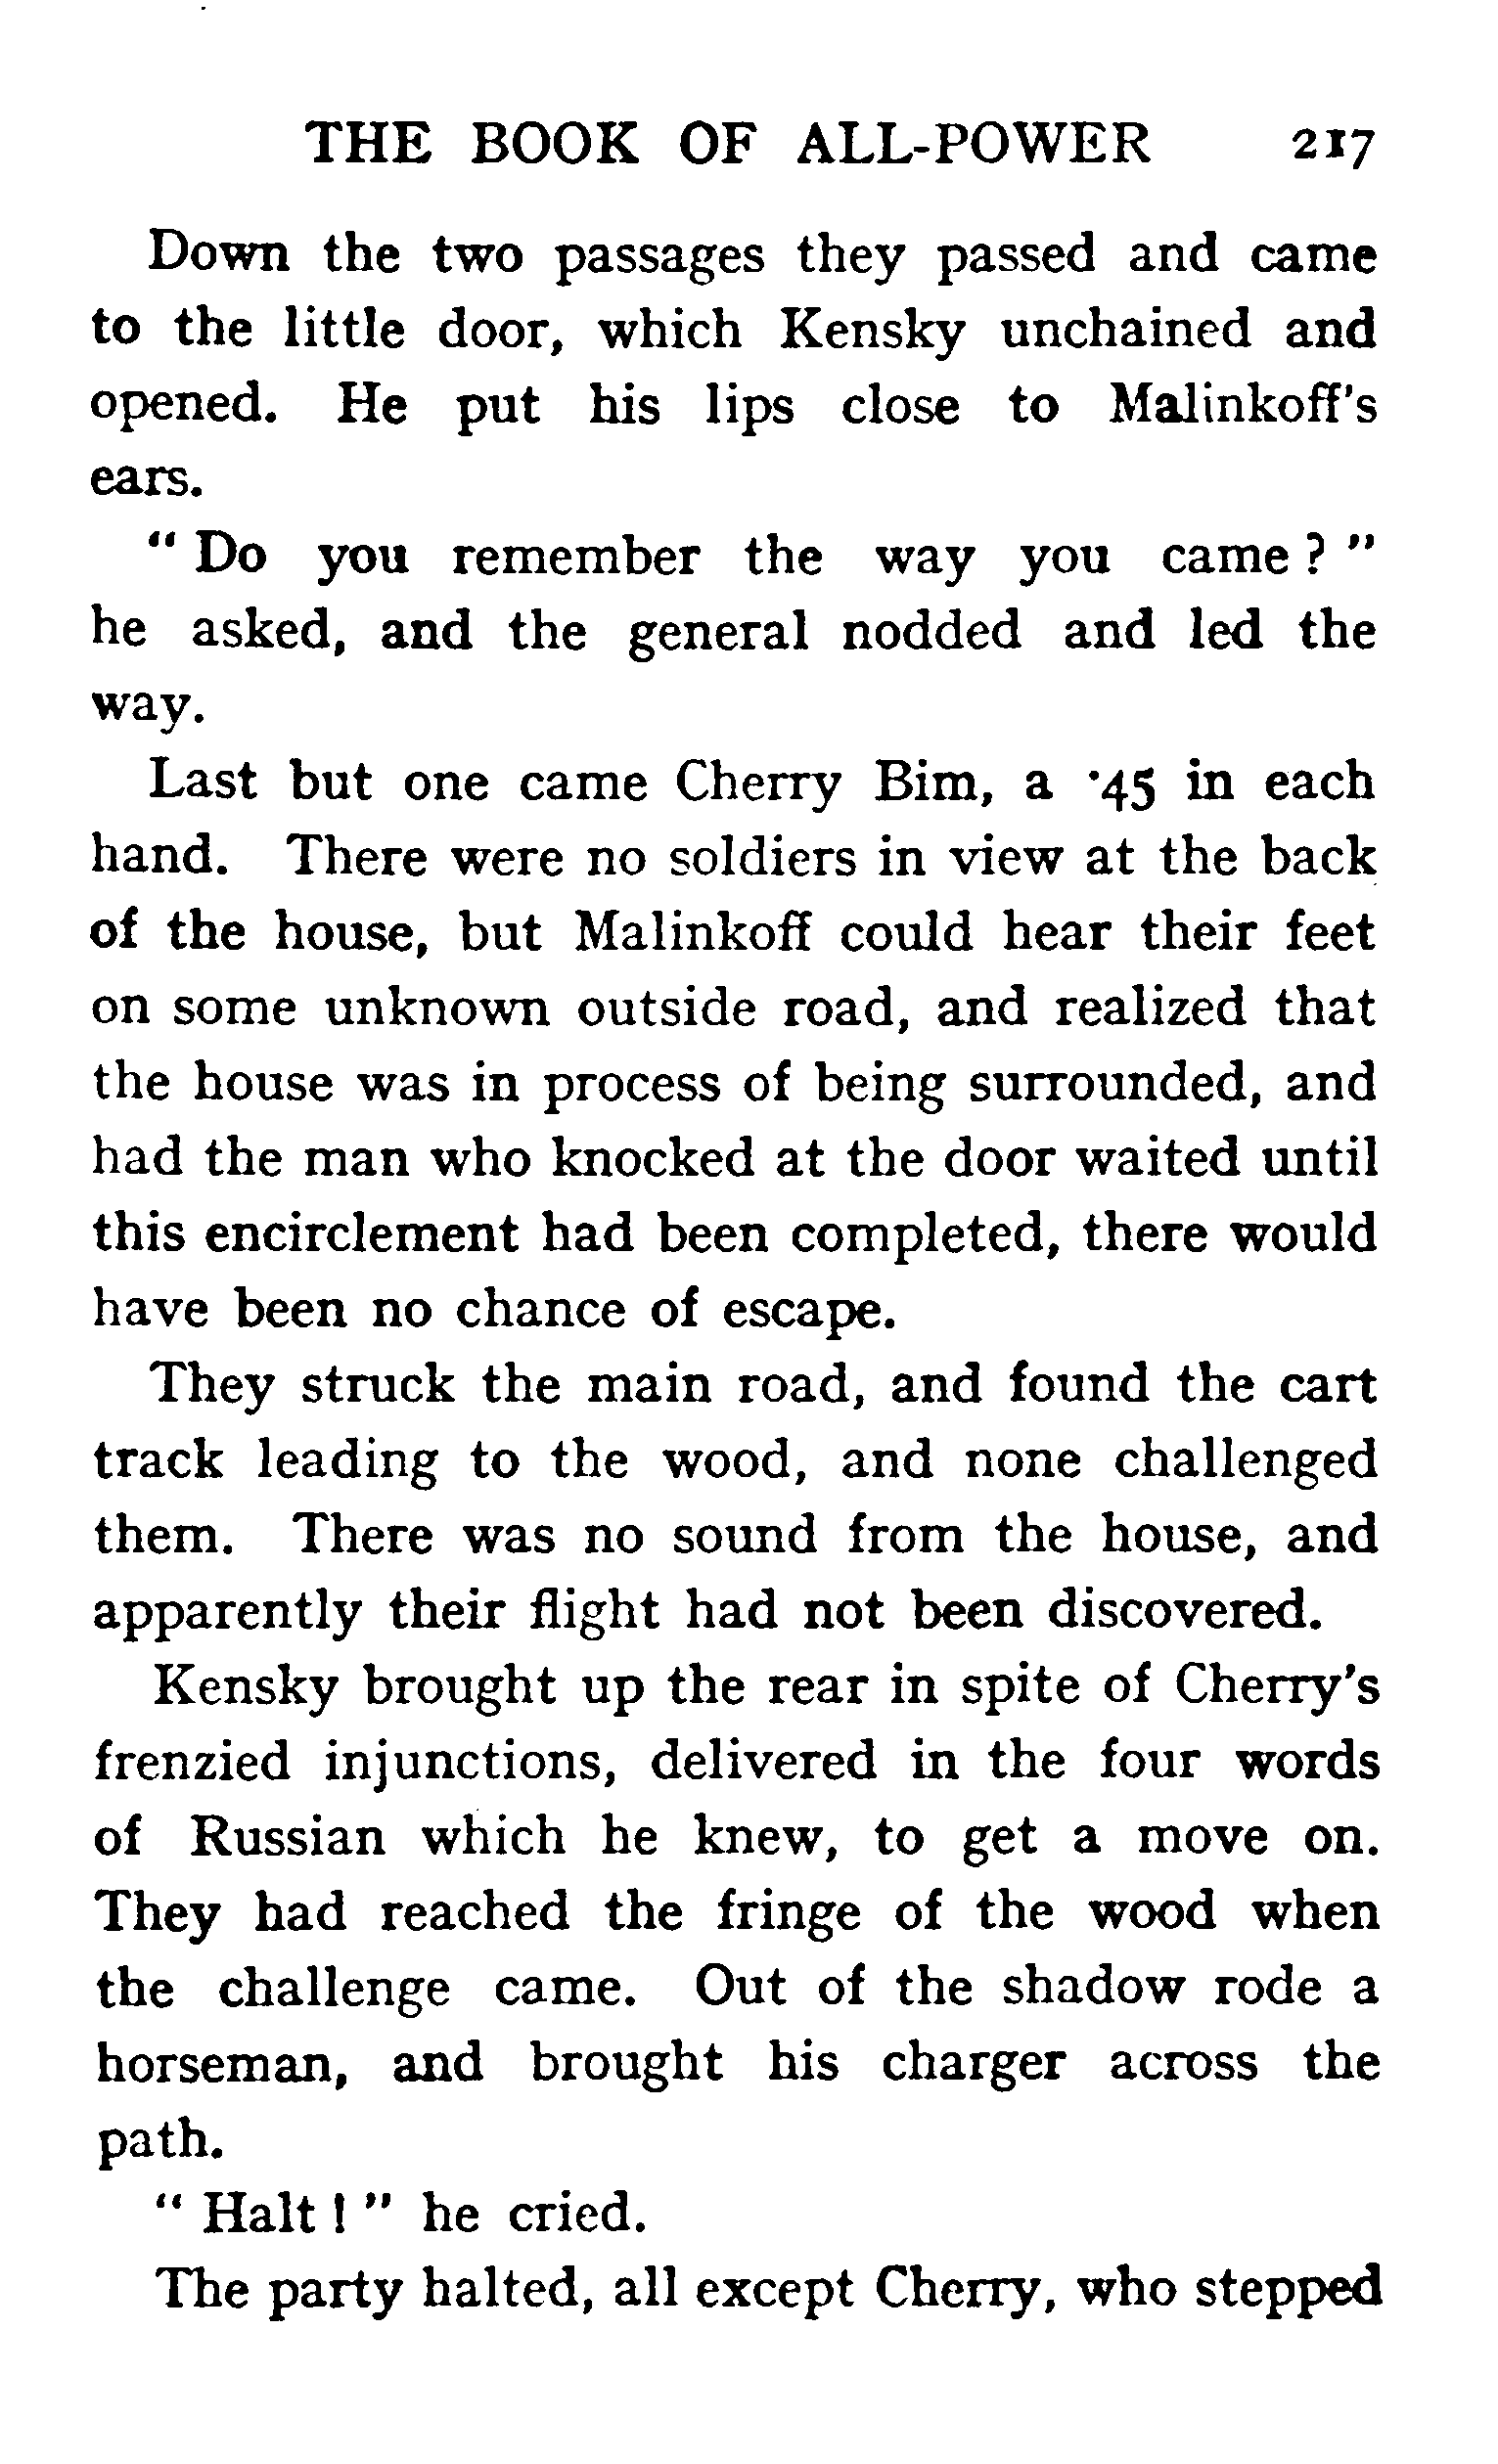 THE BOOK OF ALL-POWER 217
Down the two passages they passed and came
to the little door, which Kensky unchained and
opened. He put his lips close to Malinkoff's
ears.
" Do you remember the way you came ? "
he asked, and the general nodded and led the
way.
Last but one came Cherry Bim, a ·45 in each
hand. There were no soldiers in view at the back
of the house, but Malinkoff could hear their feet
on some unknown outside road, and realized that
the house was in process of being surrounded, and
had the man who knocked at the door waited until
this encirclement had been completed, there would
have been no chance of escape.
They struck the main road, and found the cart
track leading to the wood, and none challenged
them. There was no sound from the house, and
apparently their flight had not been discovered.
Kensky brought up the rear in spite of Cherry's
frenzied injunctions, delivered in the four words
of Russian which he knew, to get a move on.
They had reached the fringe of the wood when
the challenge came. Out of the shadow rode a
horseman, and brought his charger across the
path.
" Halt ! " he cried.
The party halted, all except Cherry, who stepped